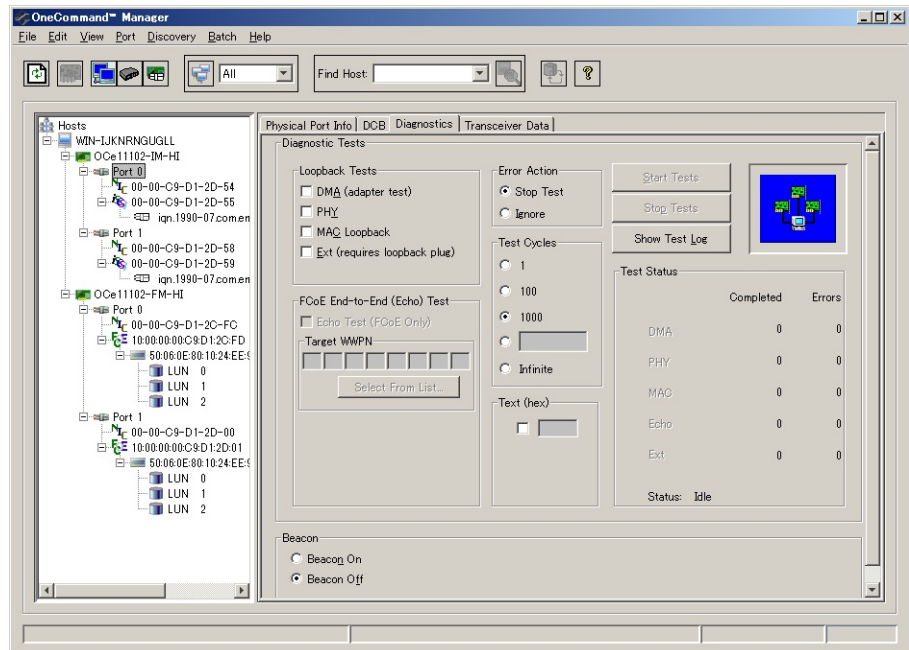 OneCommand™ Manager
File Edit View Port Discovery Batch Help
All
Find Host:
Hosts
WIN-IJKNRNGUGLL
OCe11102-IM-HI
Port 0
00-00-C9-D1-2D-54
00-00-C9-D1-2D-55
iqn.1990-07.com.em
Port 1
00-00-C9-D1-2D-58
00-00-C9-D1-2D-59
iqn.1990-07.com.em
OCe11102-FM-HI
Port 0
00-00-C9-D1-2C-FC
10:00:00:00:C9:D1:2C:FD
50:06:0E:80:10:24:EE:9
LUN 0
LUN 1
LUN 2
Port 1
00-00-C9-D1-2D-00
10:00:00:00:C9:D1:2D:01
50:06:0E:80:10:24:EE:9
LUN 0
LUN 1
LUN 2
Physical Port Info DCB Diagnostics Transceiver Data
Diagnostic Tests
Loopback Tests
DMA (adapter test)
PHY
MAC Loopback
Ext (requires loopback plug)
FCoE End-to-End (Echo) Test
Echo Test (FCoE Only)
Target WWPN
Select From List...
Error Action
Stop Test
Ignore
Test Cycles
1
100
1000
Infinite
Text (hex)
Start Tests
Stop Tests
Show Test Log
Test Status
Completed Errors
DMA 0 0
PHY 0 0
MAC 0 0
Echo 0 0
Ext 0 0
Status: Idle
Beacon
Beacon On
Beacon Off